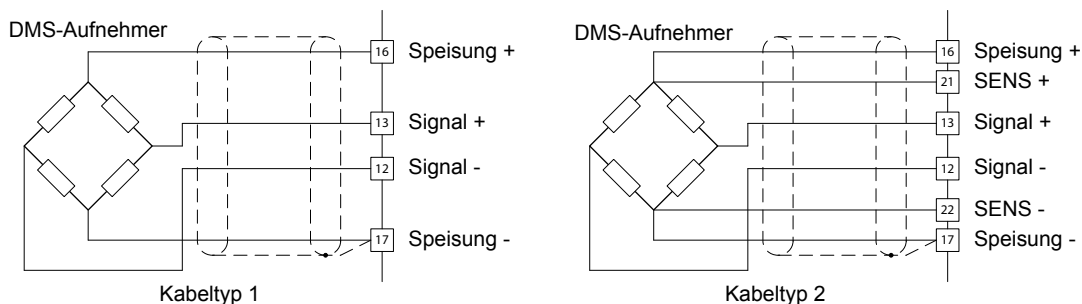 DMS-Aufnehmer
16 Speisung +
13 Signal +
12 Signal -
17 Speisung -
Kabeltyp 1
DMS-Aufnehmer
16 Speisung +
21 SENS +
13 Signal +
12 Signal -
22 SENS -
17 Speisung -
Kabeltyp 2